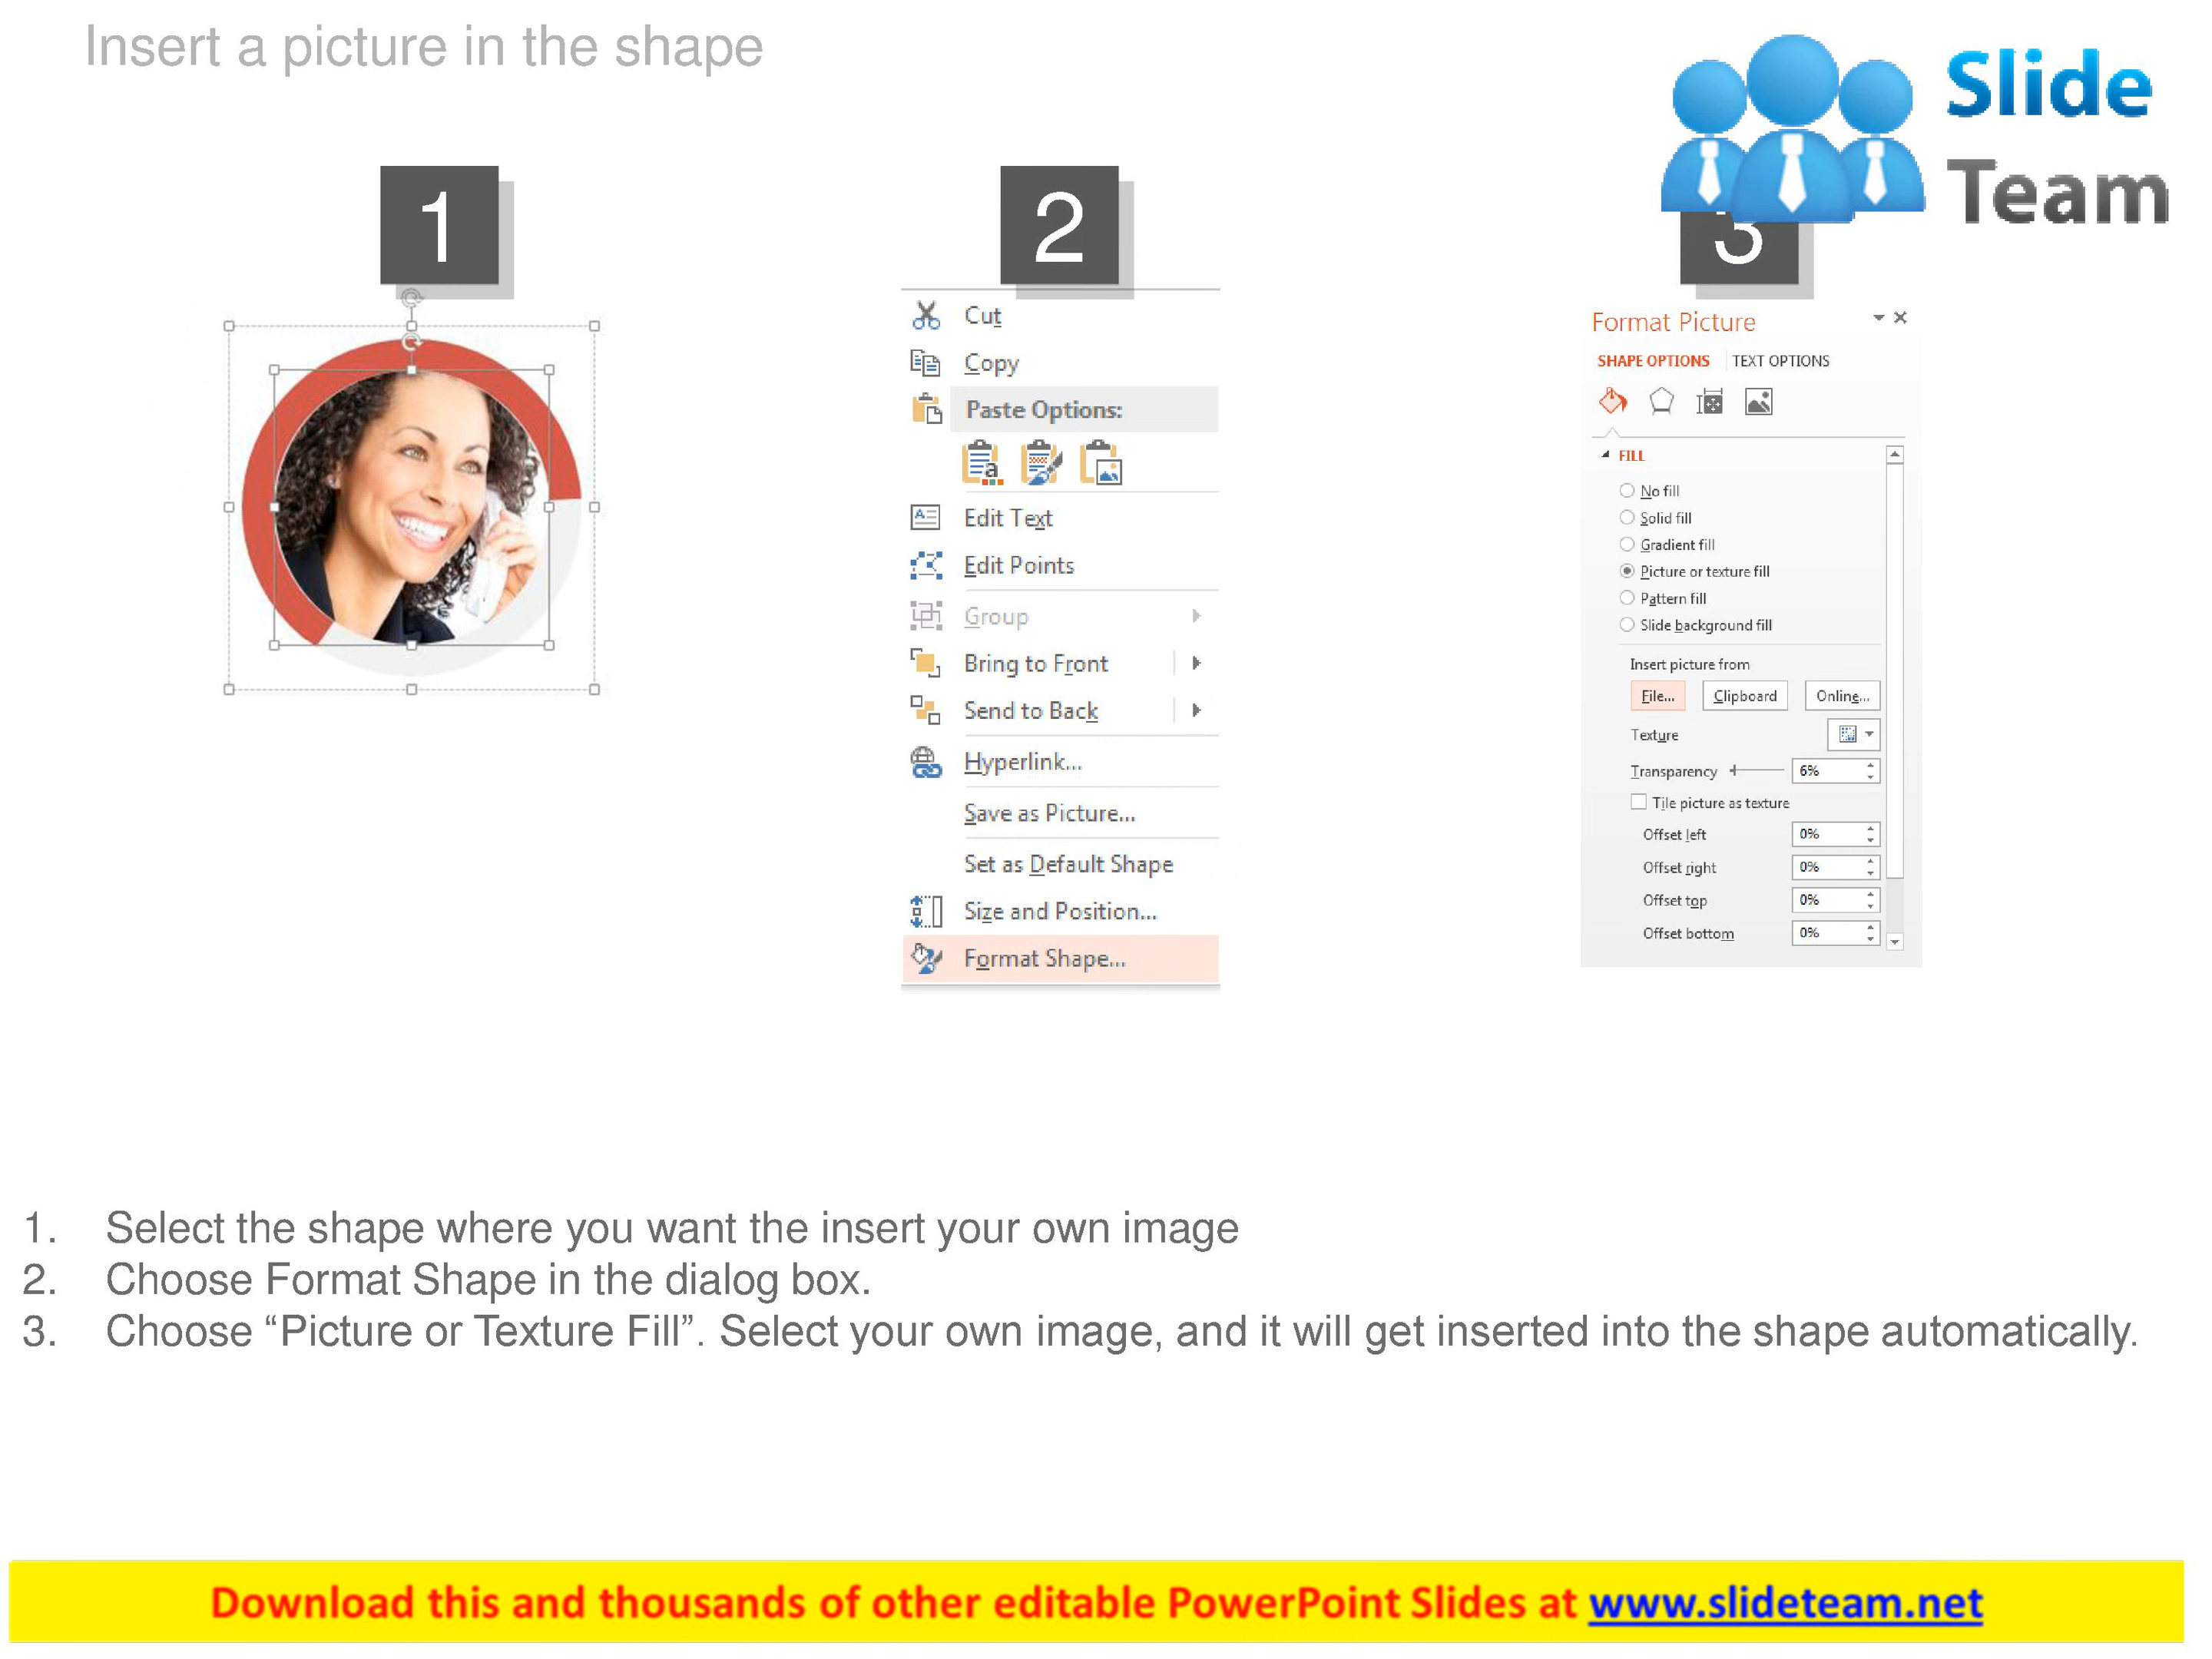 Insert a picture in the shape
Slide
Team
1
2
3
Cut
Copy
Paste Options:
Edit Text
Edit Points
Group
Bring to Front
Send to Back
Hyperlink...
Save as Picture...
Set as Default Shape
Size and Position...
Format Shape...
Format Picture
SHAPE OPTIONS TEXT OPTIONS
FILL
No fill
Solid fill
Gradient fill
Picture or texture fill
Pattern fill
Slide background fill
Insert picture from
File... Clipboard Online...
Texture
Transparency 6%
Tile picture as texture
Offset left 0%
Offset right 0%
Offset top 0%
Offset bottom 0%
1. Select the shape where you want the insert your own image
2. Choose Format Shape in the dialog box.
3. Choose “Picture or Texture Fill”. Select your own image, and it will get inserted into the shape automatically.
Download this and thousands of other editable PowerPoint Slides at www.slideteam.net